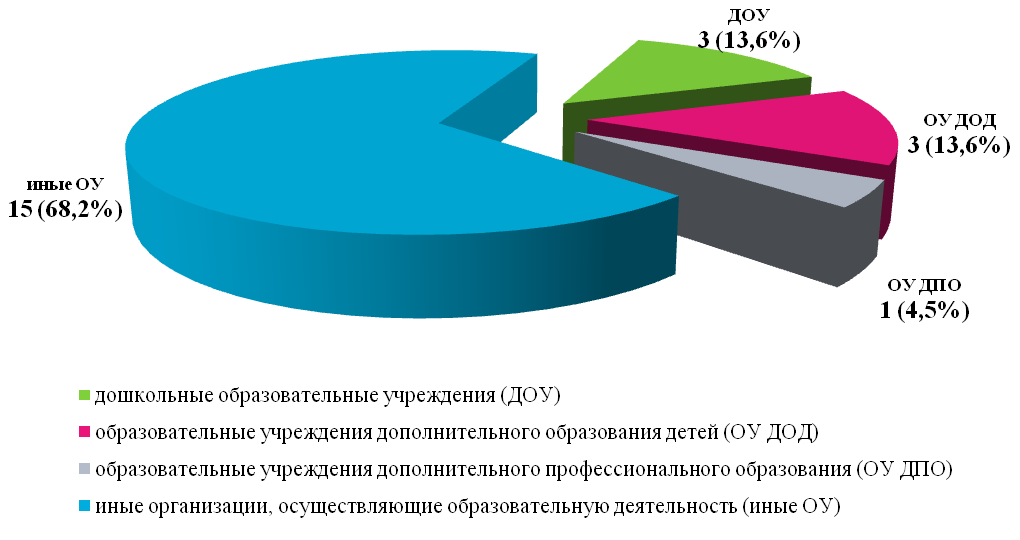 ДОУ
3 (13,6%)
ОУ ДОД
3 (13,6%)
иные ОУ
15 (68,2%)
ОУ ДПО
1 (4,5%)
дошкольные образовательные учреждения (ДОУ)
образовательные учреждения дополнительного образования детей (ОУ ДОД)
образовательные учреждения дополнительного профессионального образования (ОУ ДПО)
иные организации, осуществляющие образовательную деятельность (иные ОУ)